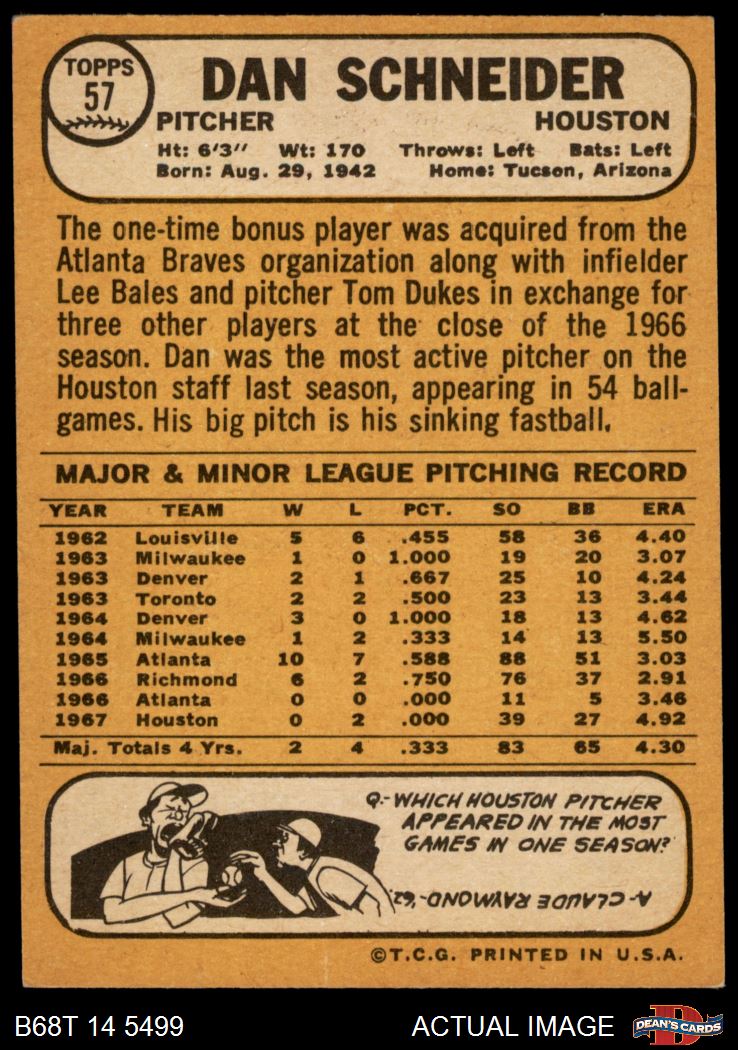 TOPPS
57
DAN SCHNEIDER
PITCHER HOUSTON
Ht: 6'3" Wt: 170 Throws: Left Bats: Left
Born: Aug. 29, 1942 Home: Tucson, Arizona
The one-time bonus player was acquired from the
Atlanta Braves organization along with infielder
Lee Bales and pitcher Tom Dukes in exchange for
three other players at the close of the 1966
season. Dan was the most active pitcher on the
Houston staff last season, appearing in 54 ball-
games. His big pitch is his sinking fastball.
MAJOR & MINOR LEAGUE PITCHING RECORD
YEAR TEAM W L PCT. SO BB ERA
1962 Louisville 5 6 .455 58 36 4.40
1963 Milwaukee 1 0 1.000 19 20 3.07
1963 Denver 2 1 .667 25 10 4.24
1963 Toronto 2 2 .500 23 13 3.44
1964 Denver 3 0 1.000 18 13 4.62
1964 Milwaukee 1 2 .333 14 13 5.50
1965 Atlanta 10 7 .588 88 51 3.03
1966 Richmond 6 2 .750 76 37 2.91
1966 Atlanta 0 0 .000 11 5 3.46
1967 Houston 0 2 .000 39 27 4.92
Maj. Totals 4 Yrs. 2 4 .333 83 65 4.30
Q.- WHICH HOUSTON PITCHER
APPEARED IN THE MOST
GAMES IN ONE SEASON?
A- CLAUDE RAYMOND-'62.
©T.C.G. PRINTED IN U.S.A.
B68T 14 5499 ACTUAL IMAGE D DEAN'S CARDS